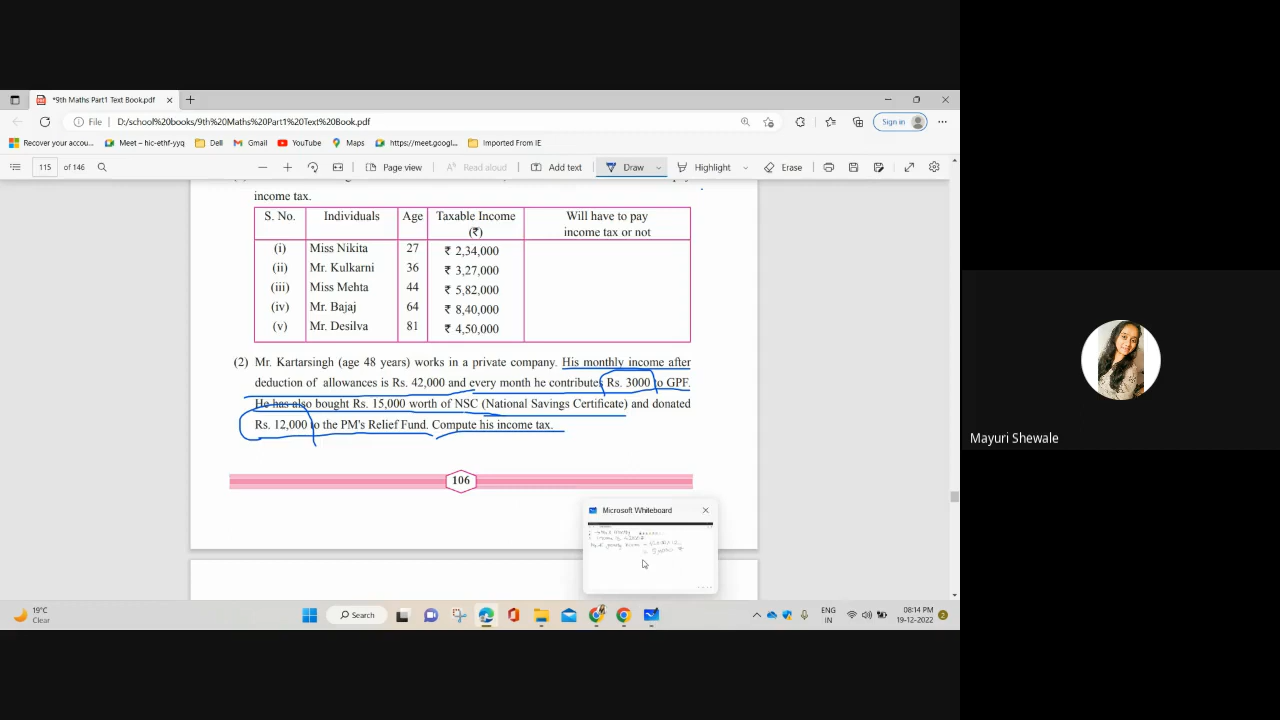 *9th Maths Part1 Text Book.pdf
File
D:/school%20books/9th%20Maths%20Part1%20Text%20Book.pdf
Sign in
Recover your accou...
Meet – hic-ethf-yyq
Dell
Gmail
YouTube
Maps
https://meet.googl...
Imported From IE
115 of 146
Page view
Read aloud
Add text
Draw
Highlight
Erase
income tax.
S. No. Individuals Age Taxable Income (₹) Will have to pay income tax or not
(i) Miss Nikita 27 ₹ 2,34,000
(ii) Mr. Kulkarni 36 ₹ 3,27,000
(iii) Miss Mehta 44 ₹ 5,82,000
(iv) Mr. Bajaj 64 ₹ 8,40,000
(v) Mr. Desilva 81 ₹ 4,50,000
(2) Mr. Kartarsingh (age 48 years) works in a private company. His monthly income after
deduction of allowances is Rs. 42,000 and every month he contributes Rs. 3000 to GPF.
He has also bought Rs. 15,000 worth of NSC (National Savings Certificate) and donated
Rs. 12,000 to the PM's Relief Fund. Compute his income tax.
106
Microsoft Whiteboard
Mayuri Shewale
19°C
Clear
Search
ENG
IN
08:14 PM
19-12-2022
2